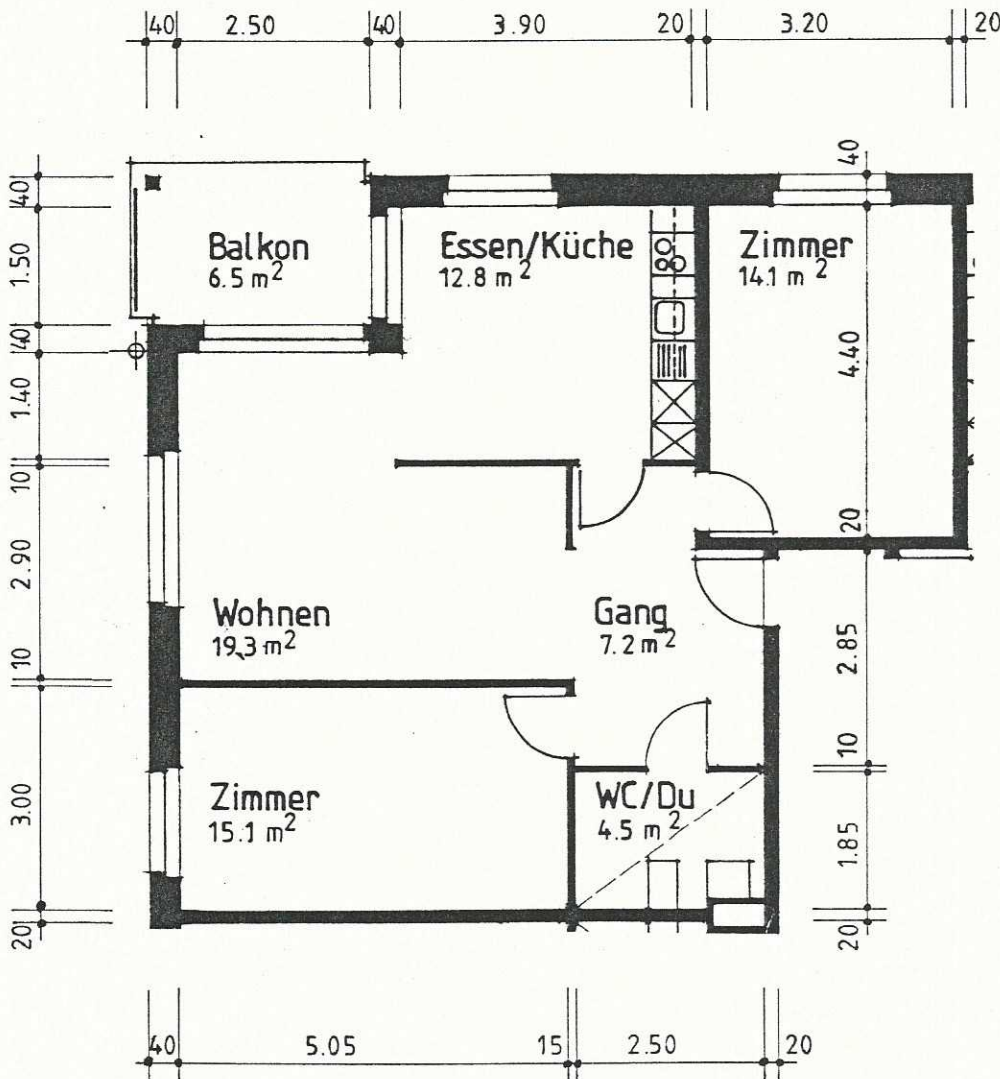 40 2.50 40 3.90 20 3.20 20
40
1.50
40
1.40
10
2.90
10
3.00
20
Balkon
6.5 m²
Essen/Küche
12.8 m²
Zimmer
14.1 m²
40
4.40
20
Wohnen
19,3 m²
Gang
7.2 m²
2.85
10
1.85
20
Zimmer
15.1 m²
WC/Du
4.5 m²
40 5.05 15 2.50 20